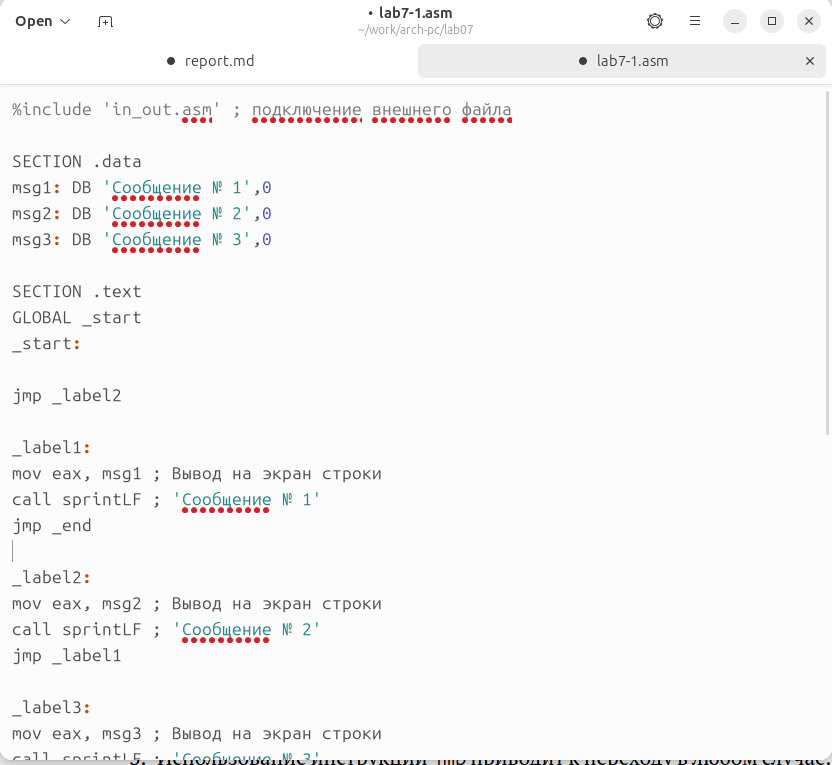 Open
• lab7-1.asm
~/work/arch-pc/lab07
report.md
lab7-1.asm
%include 'in_out.asm' ; подключение внешнего файла
SECTION .data
msg1: DB 'Сообщение № 1',0
msg2: DB 'Сообщение № 2',0
msg3: DB 'Сообщение № 3',0
SECTION .text
GLOBAL _start
_start:
jmp _label2
_label1:
mov eax, msg1 ; Вывод на экран строки
call sprintLF ; 'Сообщение № 1'
jmp _end
_label2:
mov eax, msg2 ; Вывод на экран строки
call sprintLF ; 'Сообщение № 2'
jmp _label1
_label3:
mov eax, msg3 ; Вывод на экран строки
call sprintLF ; 'Сообщение № 3'
Использование инструкции jmp приводит к переходу в любом случае.